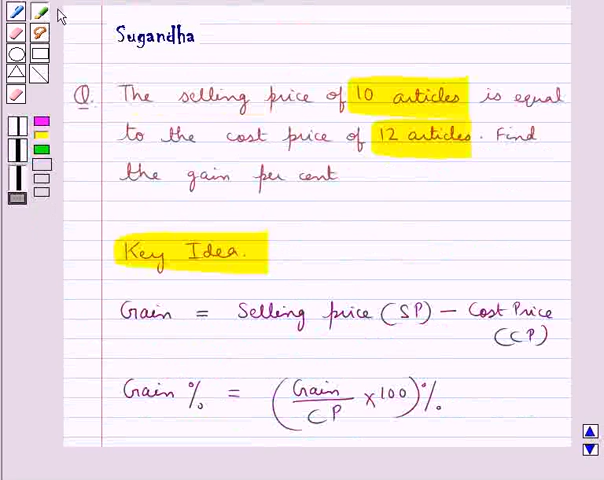 Sugandha
Q. The selling price of 10 articles is equal
to the cost price of 12 articles. Find
the gain per cent
Key Idea.
Gain = Selling price (SP) - Cost Price
(CP)
Gain % = (Gain/CP × 100) %